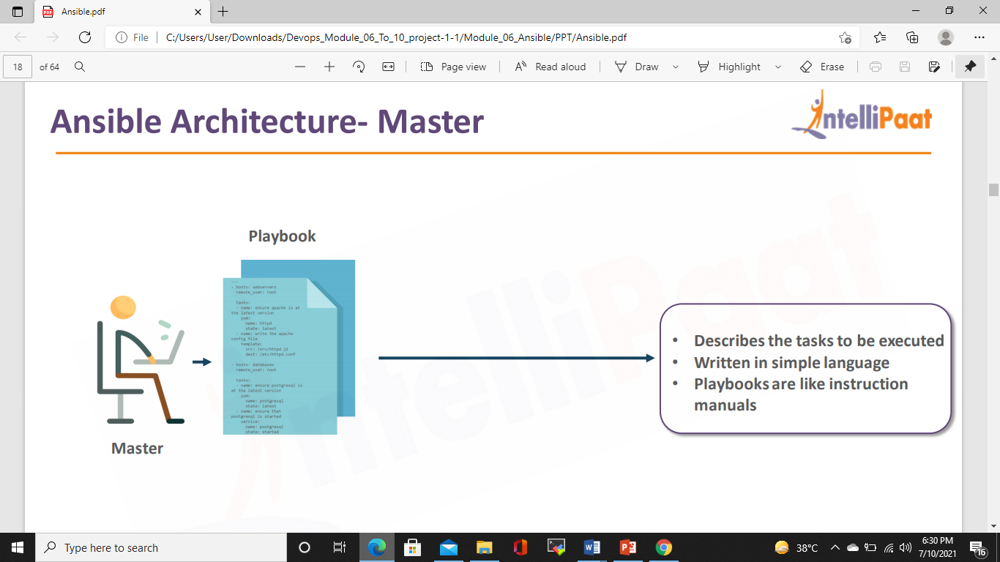 Ansible.pdf
File
C:/Users/User/Downloads/Devops_Module_06_To_10_project-1-1/Module_06_Ansible/PPT/Ansible.pdf
18 of 64
Page view
Read aloud
Draw
Highlight
Erase
Ansible Architecture- Master
IntelliPaat
Playbook
---
- hosts: webservers
remote_user: root
tasks:
- name: ensure apache is at
the latest version
yum:
name: httpd
state: latest
- name: write the apache
config file
template:
src: /srv/httpd.j2
dest: /etc/httpd.conf
- hosts: databases
remote_user: root
tasks:
- name: ensure postgresql is
at the latest version
yum:
name: postgresql
state: latest
- name: ensure that
postgresql is started
service:
name: postgresql
state: started
Master
• Describes the tasks to be executed
• Written in simple language
• Playbooks are like instruction
manuals
IntelliPaat
Type here to search
38°C
6:30 PM
7/10/2021
16